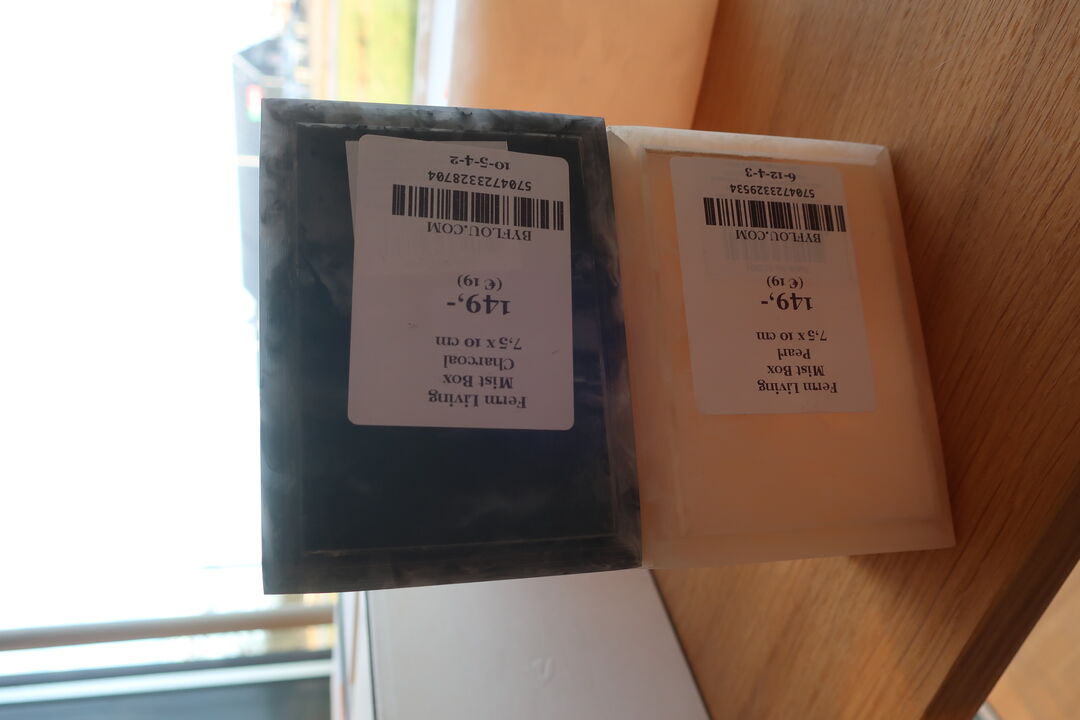 Ferm Living
Mist Box
Charcoal
7,5 x 10 cm
149,-
(€ 19)
BYFLOU.COM
5704723328704
10-5-4-2
Ferm Living
Mist Box
Pearl
7,5 x 10 cm
149,-
(€ 19)
BYFLOU.COM
5704723329534
6-12-4-3